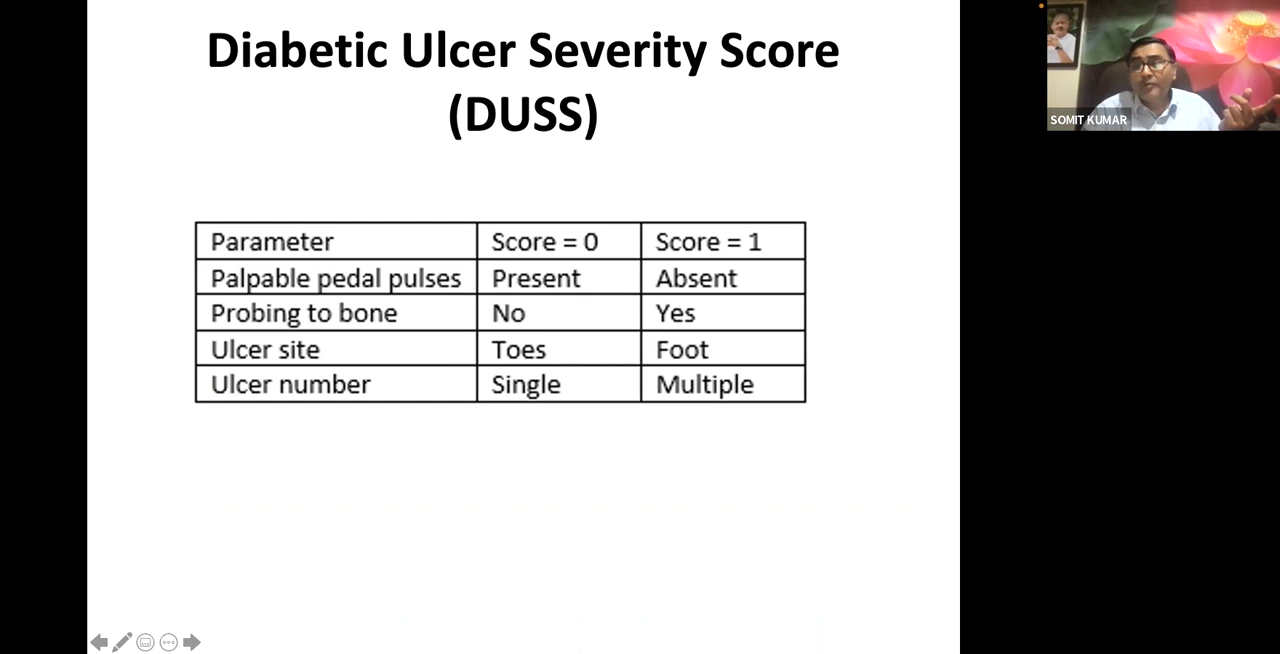 Diabetic Ulcer Severity Score
(DUSS)
Parameter Score = 0 Score = 1
Palpable pedal pulses Present Absent
Probing to bone No Yes
Ulcer site Toes Foot
Ulcer number Single Multiple
SOMIT KUMAR